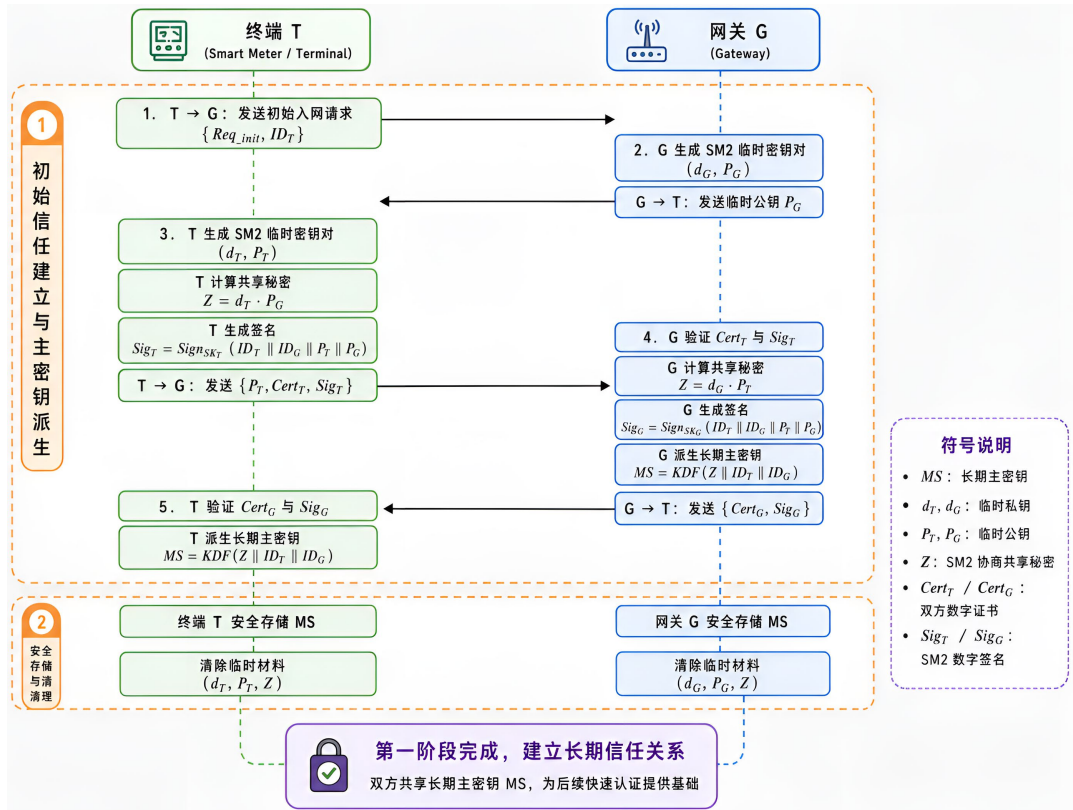 终端 T
(Smart Meter / Terminal)
网关 G
(Gateway)
1
初始信任建立与主密钥派生
1. T → G：发送初始入网请求
{Req_init, ID_T}
2. G 生成 SM2 临时密钥对
(d_G, P_G)
G → T：发送临时公钥 P_G
3. T 生成 SM2 临时密钥对
(d_T, P_T)
T 计算共享秘密
Z = d_T · P_G
T 生成签名
Sig_T = Sign_{SK_T} (ID_T ∥ ID_G ∥ P_T ∥ P_G)
T → G：发送 {P_T, Cert_T, Sig_T}
4. G 验证 Cert_T 与 Sig_T
G 计算共享秘密
Z = d_G · P_T
G 生成签名
Sig_G = Sign_{SK_G} (ID_T ∥ ID_G ∥ P_T ∥ P_G)
G 派生长期主密钥
MS = KDF(Z ∥ ID_T ∥ ID_G)
G → T：发送 {Cert_G, Sig_G}
5. T 验证 Cert_G 与 Sig_G
T 派生长期主密钥
MS = KDF(Z ∥ ID_T ∥ ID_G)
2
安全
存储
与清
清理
终端 T 安全存储 MS
清除临时材料
(d_T, P_T, Z)
网关 G 安全存储 MS
清除临时材料
(d_G, P_G, Z)
第一阶段完成，建立长期信任关系
双方共享长期主密钥 MS，为后续快速认证提供基础
符号说明
• MS：长期主密钥
• d_T, d_G：临时私钥
• P_T, P_G：临时公钥
• Z：SM2 协商共享秘密
• Cert_T / Cert_G：
双方数字证书
• Sig_T / Sig_G：
SM2 数字签名